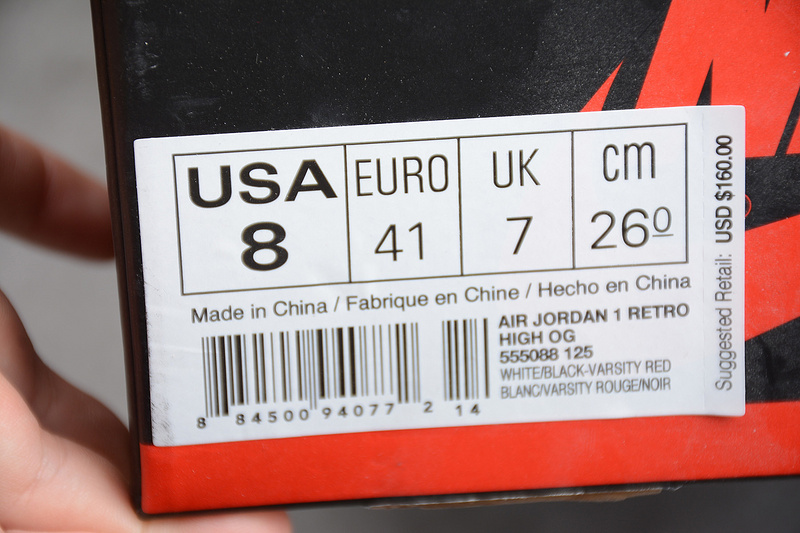 USA EURO UK cm
8 41 7 26º
Made in China / Fabrique en Chine / Hecho en China
AIR JORDAN 1 RETRO
HIGH OG
555088 125
WHITE/BLACK-VARSITY RED
BLANC/VARSITY ROUGE/NOIR
8 84500 94077 2 14
Suggested Retail: USD $160.00